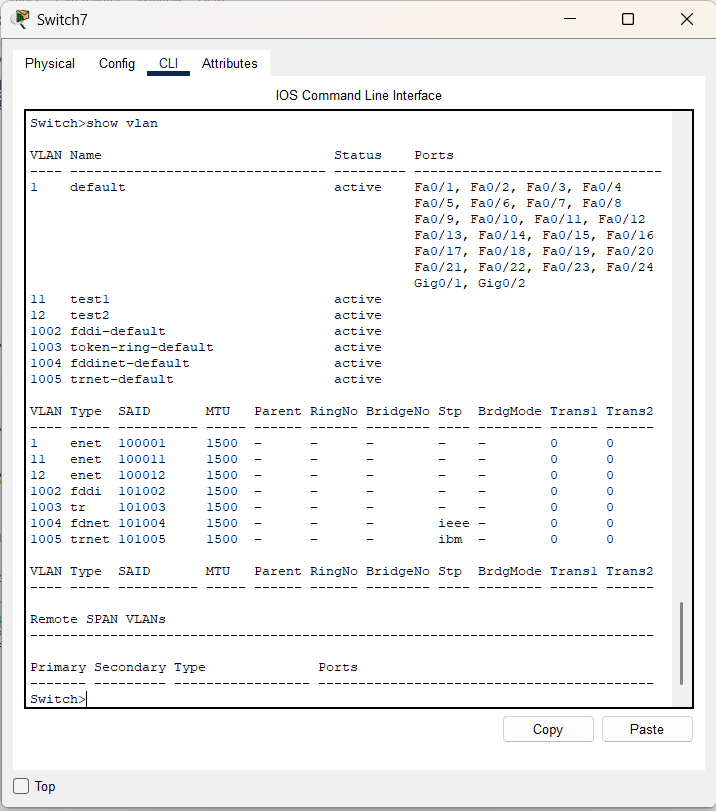 Switch7
Physical Config CLI Attributes
IOS Command Line Interface
Switch>show vlan
VLAN Name                             Status    Ports
---- -------------------------------- --------- -------------------------------
1    default                          active    Fa0/1, Fa0/2, Fa0/3, Fa0/4
                                                Fa0/5, Fa0/6, Fa0/7, Fa0/8
                                                Fa0/9, Fa0/10, Fa0/11, Fa0/12
                                                Fa0/13, Fa0/14, Fa0/15, Fa0/16
                                                Fa0/17, Fa0/18, Fa0/19, Fa0/20
                                                Fa0/21, Fa0/22, Fa0/23, Fa0/24
                                                Gig0/1, Gig0/2
11   test1                            active
12   test2                            active
1002 fddi-default                     active
1003 token-ring-default               active
1004 fddinet-default                  active
1005 trnet-default                    active
VLAN Type  SAID       MTU   Parent RingNo BridgeNo Stp  BrdgMode Trans1 Trans2
---- ----- ---------- ----- ------ ------ -------- ---- -------- ------ ------
1    enet  100001     1500  -      -      -        -    -        0      0
11   enet  100011     1500  -      -      -        -    -        0      0
12   enet  100012     1500  -      -      -        -    -        0      0
1002 fddi  101002     1500  -      -      -        -    -        0      0
1003 tr    101003     1500  -      -      -        -    -        0      0
1004 fdnet 101004     1500  -      -      -        ieee -        0      0
1005 trnet 101005     1500  -      -      -        ibm  -        0      0
VLAN Type  SAID       MTU   Parent RingNo BridgeNo Stp  BrdgMode Trans1 Trans2
---- ----- ---------- ----- ------ ------ -------- ---- -------- ------ ------
Remote SPAN VLANs
------------------------------------------------------------------------------
Primary Secondary Type              Ports
------- --------- ----------------- ------------------------------------------
Switch>
Copy Paste
Top